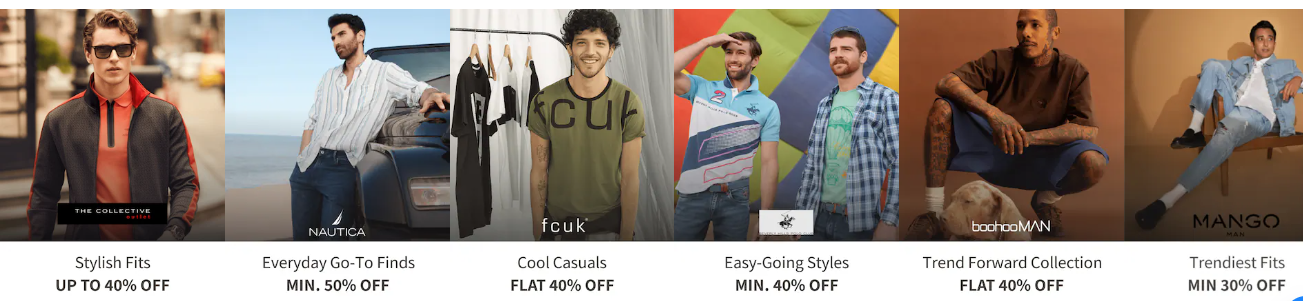 THE COLLECTIVE
outlet
NAUTICA
fcuk
fcuk
2
boohooMAN
MANGO
MAN
Stylish Fits
UP TO 40% OFF
Everyday Go-To Finds
MIN. 50% OFF
Cool Casuals
FLAT 40% OFF
Easy-Going Styles
MIN. 40% OFF
Trend Forward Collection
FLAT 40% OFF
Trendiest Fits
MIN 30% OFF